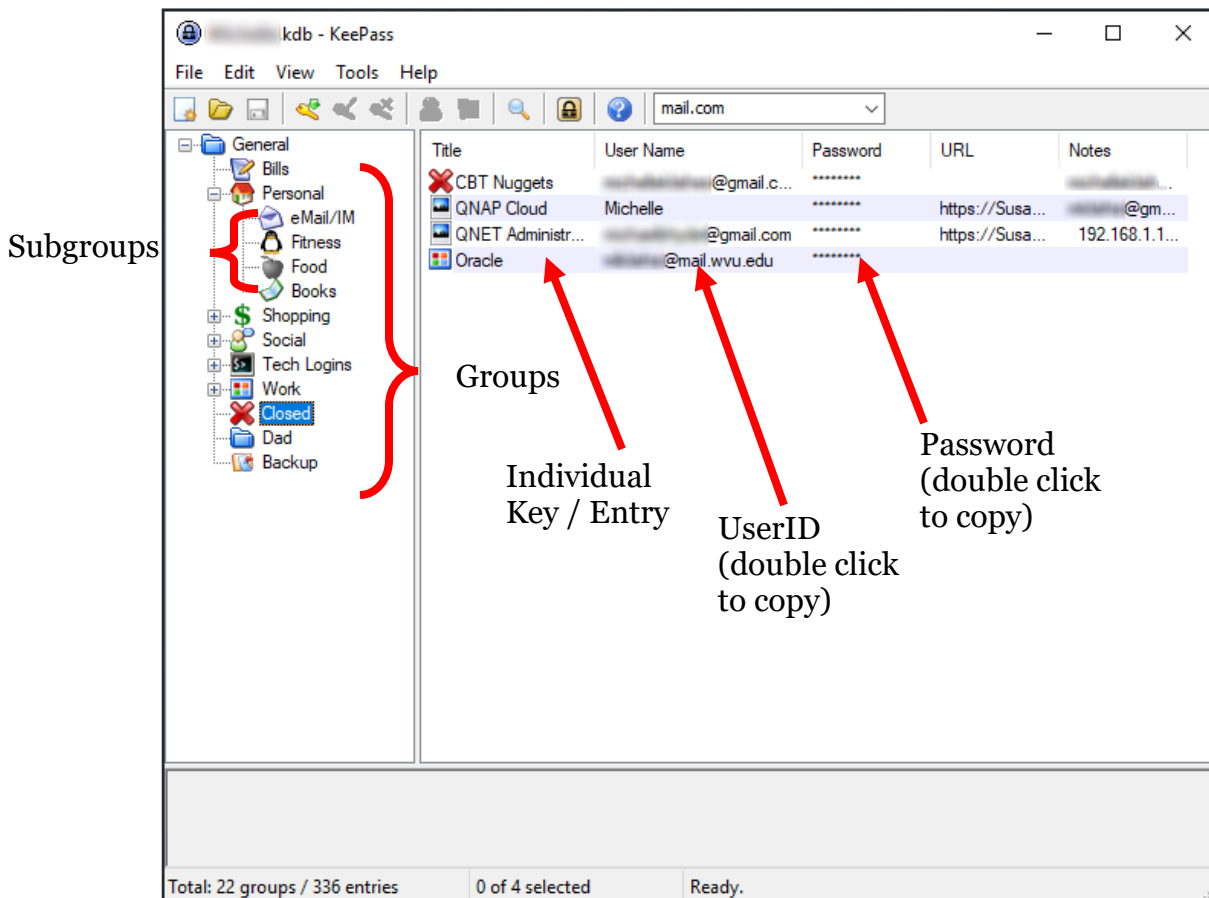 kdb - KeePass
File Edit View Tools Help
mail.com
General
Bills
Personal
eMail/IM
Fitness
Food
Books
Shopping
Social
Tech Logins
Work
Closed
Dad
Backup
Subgroups
Title User Name Password URL Notes
CBT Nuggets @gmail.c... ******** ...
QNAP Cloud Michelle ******** https://Susa... @gm...
QNET Administr... @gmail.com ******** https://Susa... 192.168.1.1...
Oracle @mail.wvu.edu ********
Groups
Individual
Key / Entry
UserID
(double click
to copy)
Password
(double click
to copy)
Total: 22 groups / 336 entries 0 of 4 selected Ready.